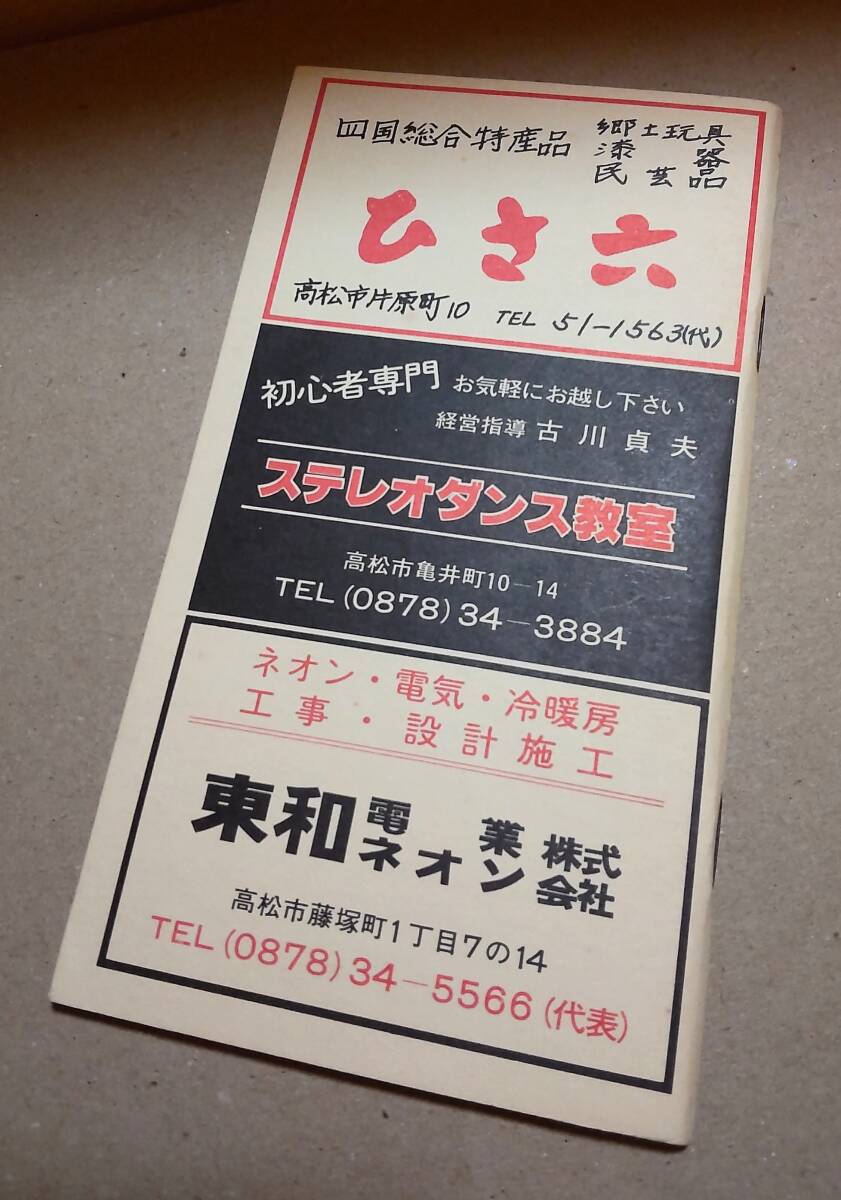 四国総合特産品
郷土玩具
漆器
民芸品
ひさ六
高松市片原町10 TEL 51-1563(代)
初心者専門 お気軽にお越し下さい
経営指導 古川貞夫
ステレオダンス教室
高松市亀井町10-14
TEL (0878) 34-3884
ネオン・電気・冷暖房
工事・設計施工
東和電業ネオン株式会社
高松市藤塚町1丁目7の14
TEL (0878) 34-5566 (代表)